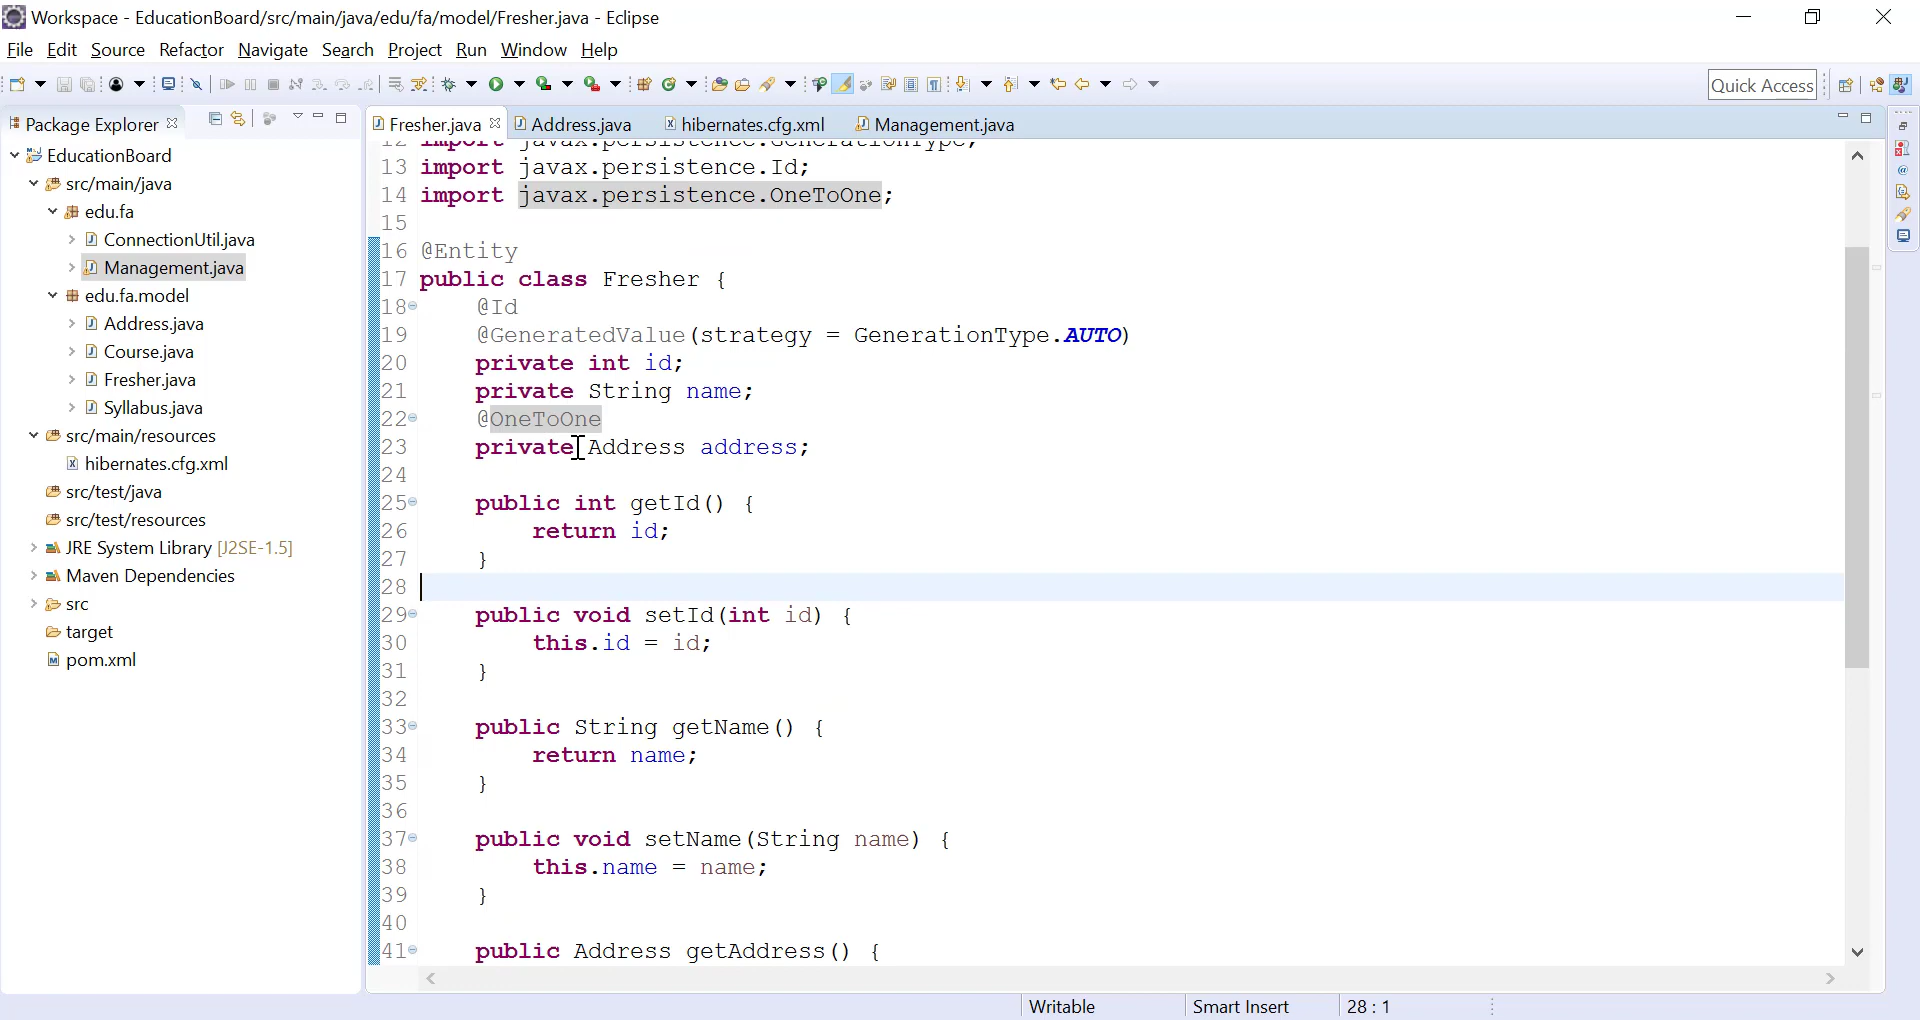 Workspace - EducationBoard/src/main/java/edu/fa/model/Fresher.java - Eclipse
File Edit Source Refactor Navigate Search Project Run Window Help
Quick Access
Package Explorer
Fresher.java Address.java hibernates.cfg.xml Management.java
EducationBoard
src/main/java
edu.fa
ConnectionUtil.java
Management.java
edu.fa.model
Address.java
Course.java
Fresher.java
Syllabus.java
src/main/resources
hibernates.cfg.xml
src/test/java
src/test/resources
JRE System Library [J2SE-1.5]
Maven Dependencies
src
target
pom.xml
12 import javax.persistence.GenerationType;
13 import javax.persistence.Id;
14 import javax.persistence.OneToOne;
15
16 @Entity
17 public class Fresher {
18 @Id
19 @GeneratedValue(strategy = GenerationType.AUTO)
20 private int id;
21 private String name;
22 @OneToOne
23 private Address address;
24
25 public int getId() {
26 return id;
27 }
28
29 public void setId(int id) {
30 this.id = id;
31 }
32
33 public String getName() {
34 return name;
35 }
36
37 public void setName(String name) {
38 this.name = name;
39 }
40
41 public Address getAddress() {
Writable Smart Insert 28 : 1